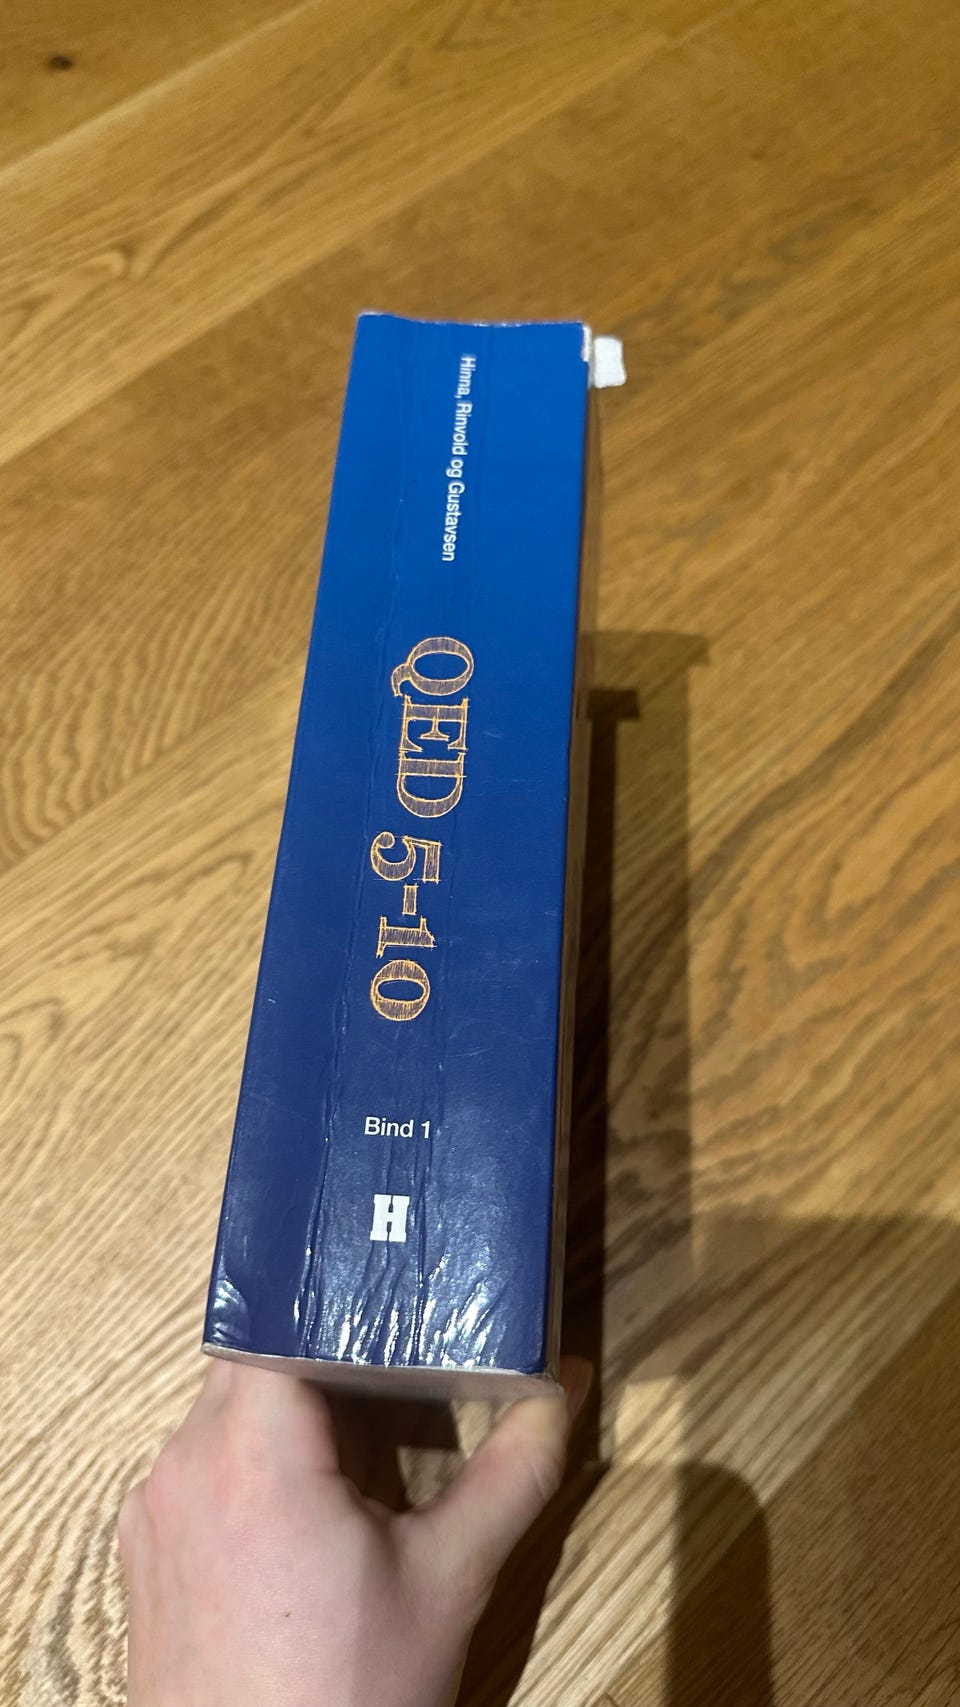 Hinna, Rinvold og Gustavsen
QED 5-10
Bind 1
H